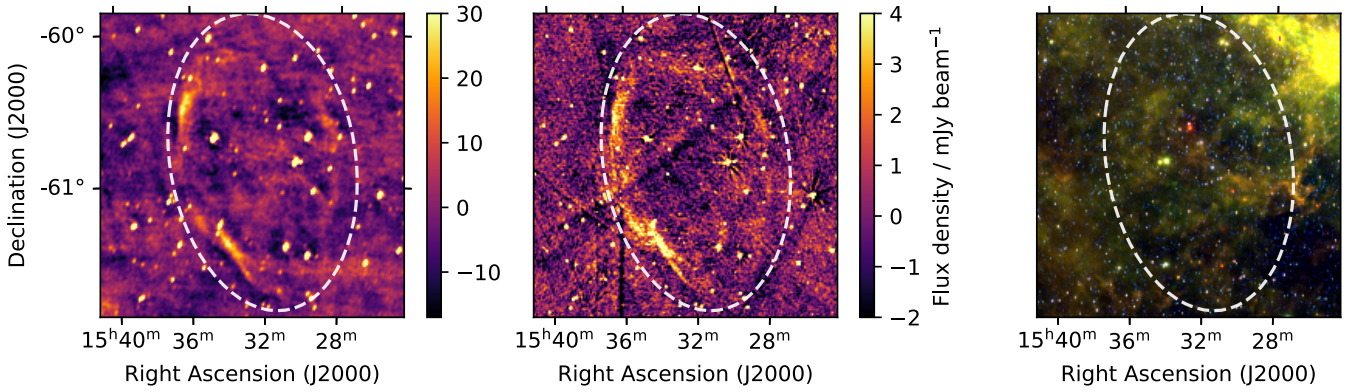 -60°
-61°
Declination (J2000)
15ʰ40ᵐ 36ᵐ 32ᵐ 28ᵐ
Right Ascension (J2000)
30
20
10
0
−10
15ʰ40ᵐ 36ᵐ 32ᵐ 28ᵐ
Right Ascension (J2000)
4
3
2
1
0
−1
−2
Flux density / mJy beam⁻¹
15ʰ40ᵐ 36ᵐ 32ᵐ 28ᵐ
Right Ascension (J2000)